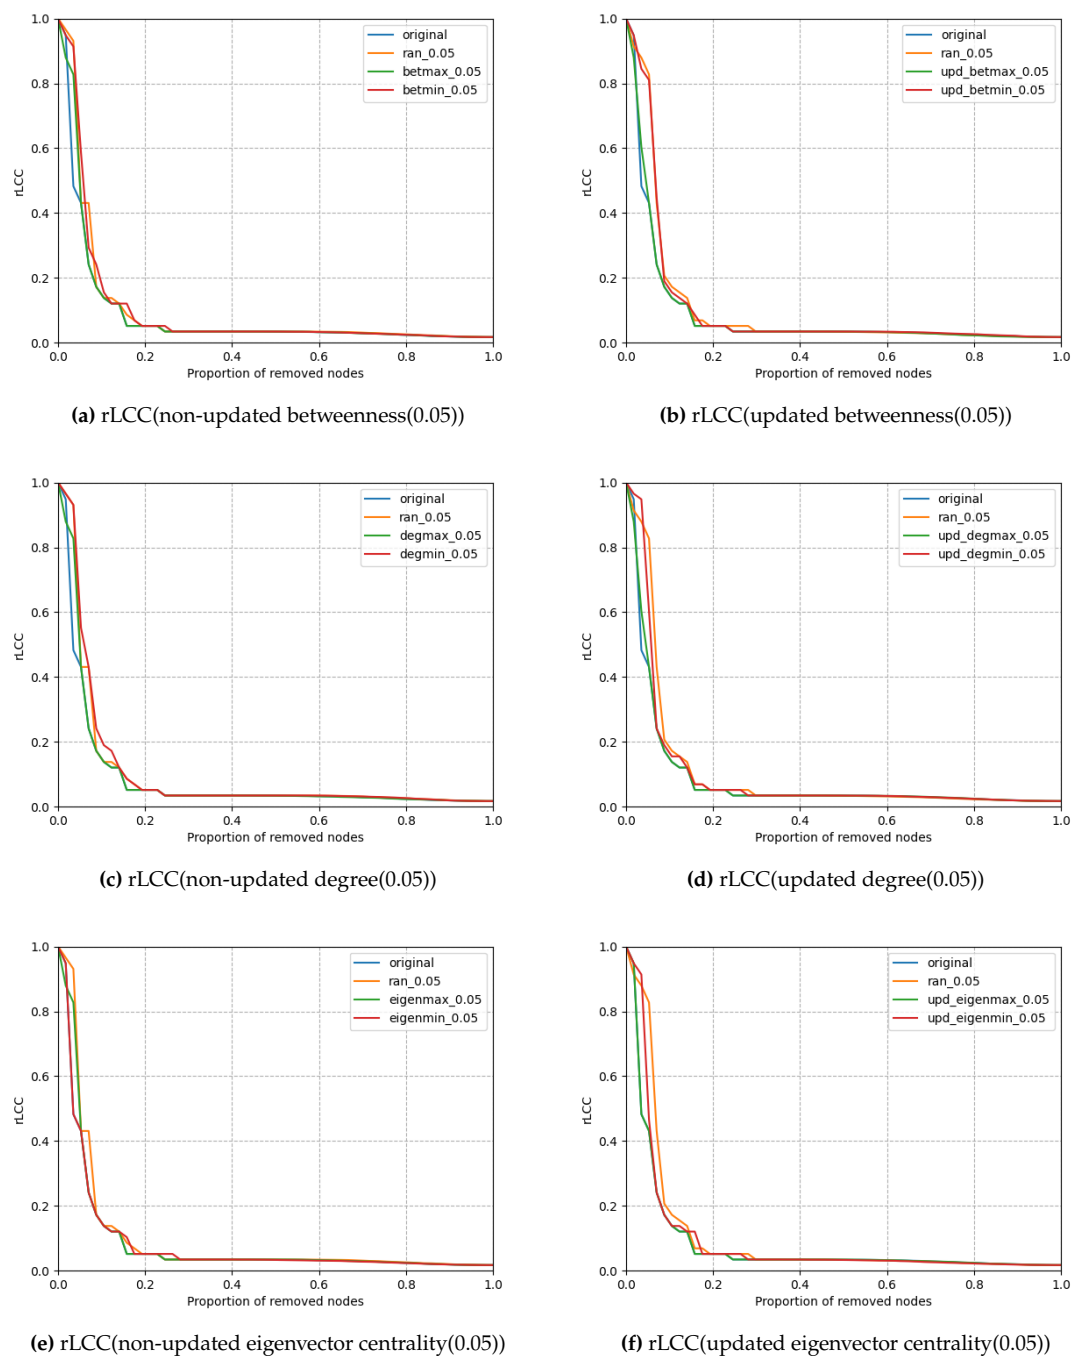 1.0
0.8
0.6
0.4
0.2
0.0
rLCC
original
ran_0.05
betmax_0.05
betmin_0.05
0.0 0.2 0.4 0.6 0.8 1.0
Proportion of removed nodes
(a) rLCC(non-updated betweenness(0.05))
1.0
0.8
0.6
0.4
0.2
0.0
rLCC
original
ran_0.05
upd_betmax_0.05
upd_betmin_0.05
0.0 0.2 0.4 0.6 0.8 1.0
Proportion of removed nodes
(b) rLCC(updated betweenness(0.05))
1.0
0.8
0.6
0.4
0.2
0.0
rLCC
original
ran_0.05
degmax_0.05
degmin_0.05
0.0 0.2 0.4 0.6 0.8 1.0
Proportion of removed nodes
(c) rLCC(non-updated degree(0.05))
1.0
0.8
0.6
0.4
0.2
0.0
rLCC
original
ran_0.05
upd_degmax_0.05
upd_degmin_0.05
0.0 0.2 0.4 0.6 0.8 1.0
Proportion of removed nodes
(d) rLCC(updated degree(0.05))
1.0
0.8
0.6
0.4
0.2
0.0
rLCC
original
ran_0.05
eigenmax_0.05
eigenmin_0.05
0.0 0.2 0.4 0.6 0.8 1.0
Proportion of removed nodes
(e) rLCC(non-updated eigenvector centrality(0.05))
1.0
0.8
0.6
0.4
0.2
0.0
rLCC
original
ran_0.05
upd_eigenmax_0.05
upd_eigenmin_0.05
0.0 0.2 0.4 0.6 0.8 1.0
Proportion of removed nodes
(f) rLCC(updated eigenvector centrality(0.05))